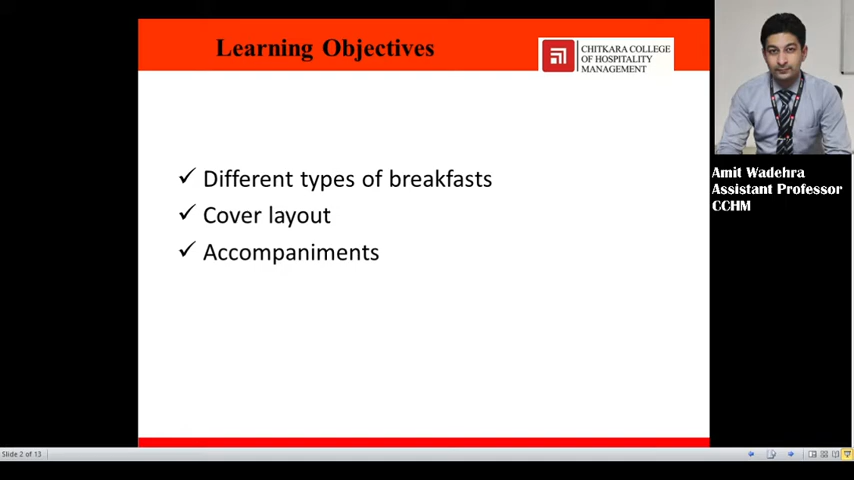 Learning Objectives
CHITKARA COLLEGE
OF HOSPITALITY
MANAGEMENT
✓ Different types of breakfasts
✓ Cover layout
✓ Accompaniments
Amit Wadehra
Assistant Professor
CCHM
Slide 2 of 13